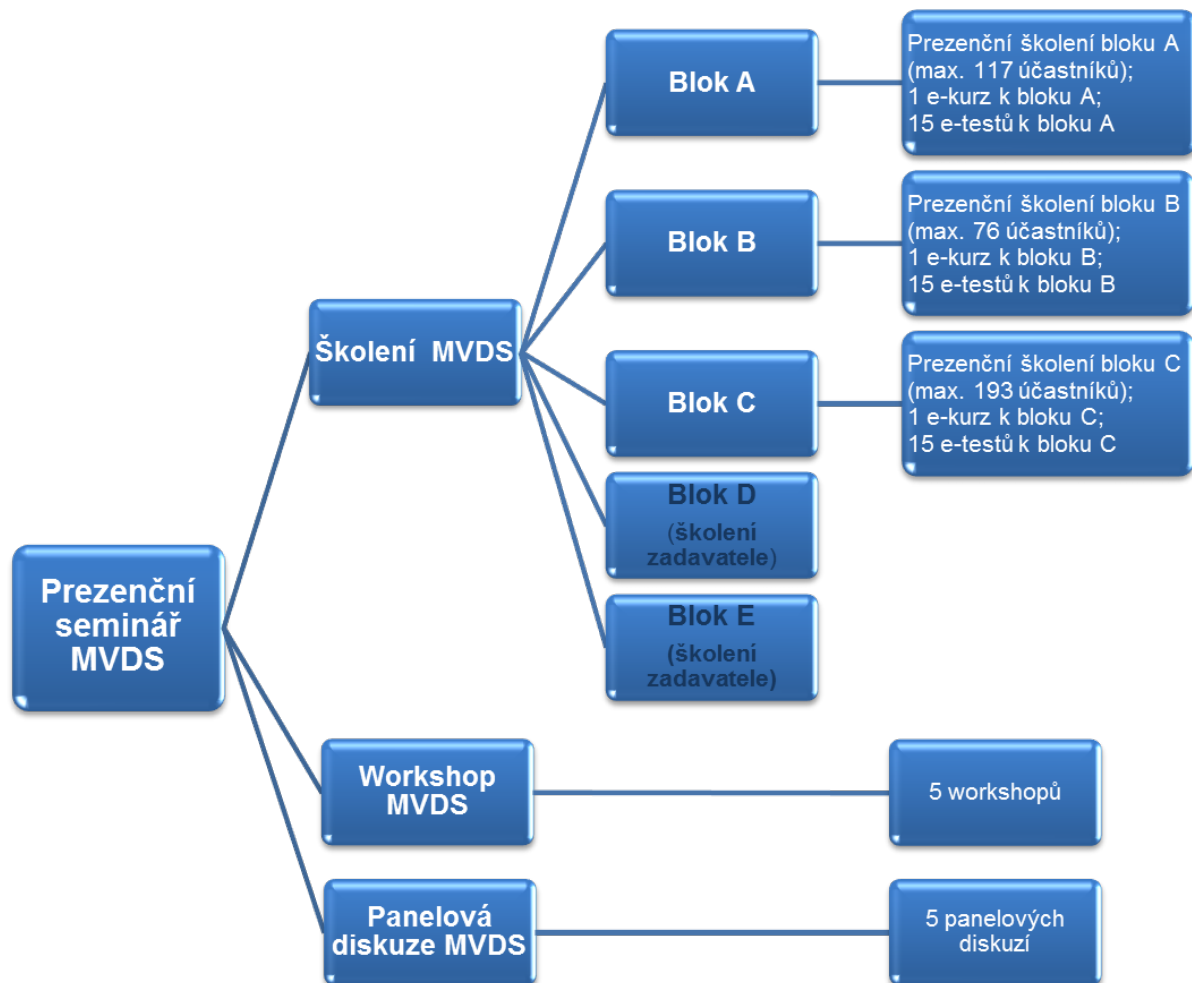 Prezenční
seminář
MVDS
Školení  MVDS
Blok A
Prezenční školení bloku A
(max. 117 účastníků);
1 e-kurz k bloku A;
15 e-testů k bloku A
Blok B
Prezenční školení bloku B
(max. 76 účastníků);
1 e-kurz k bloku B;
15 e-testů k bloku B
Blok C
Prezenční školení bloku C
(max. 193 účastníků);
1 e-kurz k bloku C;
15 e-testů k bloku C
Blok D
(školení
zadavatele)
Blok E
(školení
zadavatele)
Workshop
MVDS
5 workshopů
Panelová
diskuze MVDS
5 panelových
diskuzí